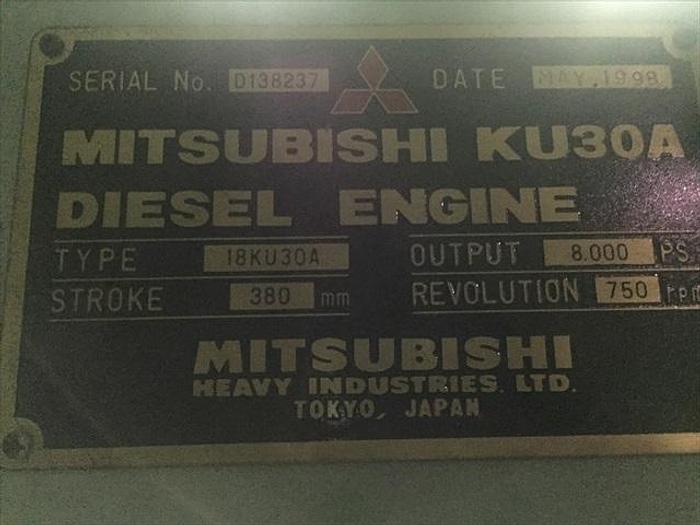 SERIAL No. D138237 DATE MAY.1998
MITSUBISHI KU30A
DIESEL ENGINE
TYPE 18KU30A OUTPUT 8.000 PS
STROKE 380 mm REVOLUTION 750 rpm
MITSUBISHI
HEAVY INDUSTRIES. LTD.
TOKYO, JAPAN